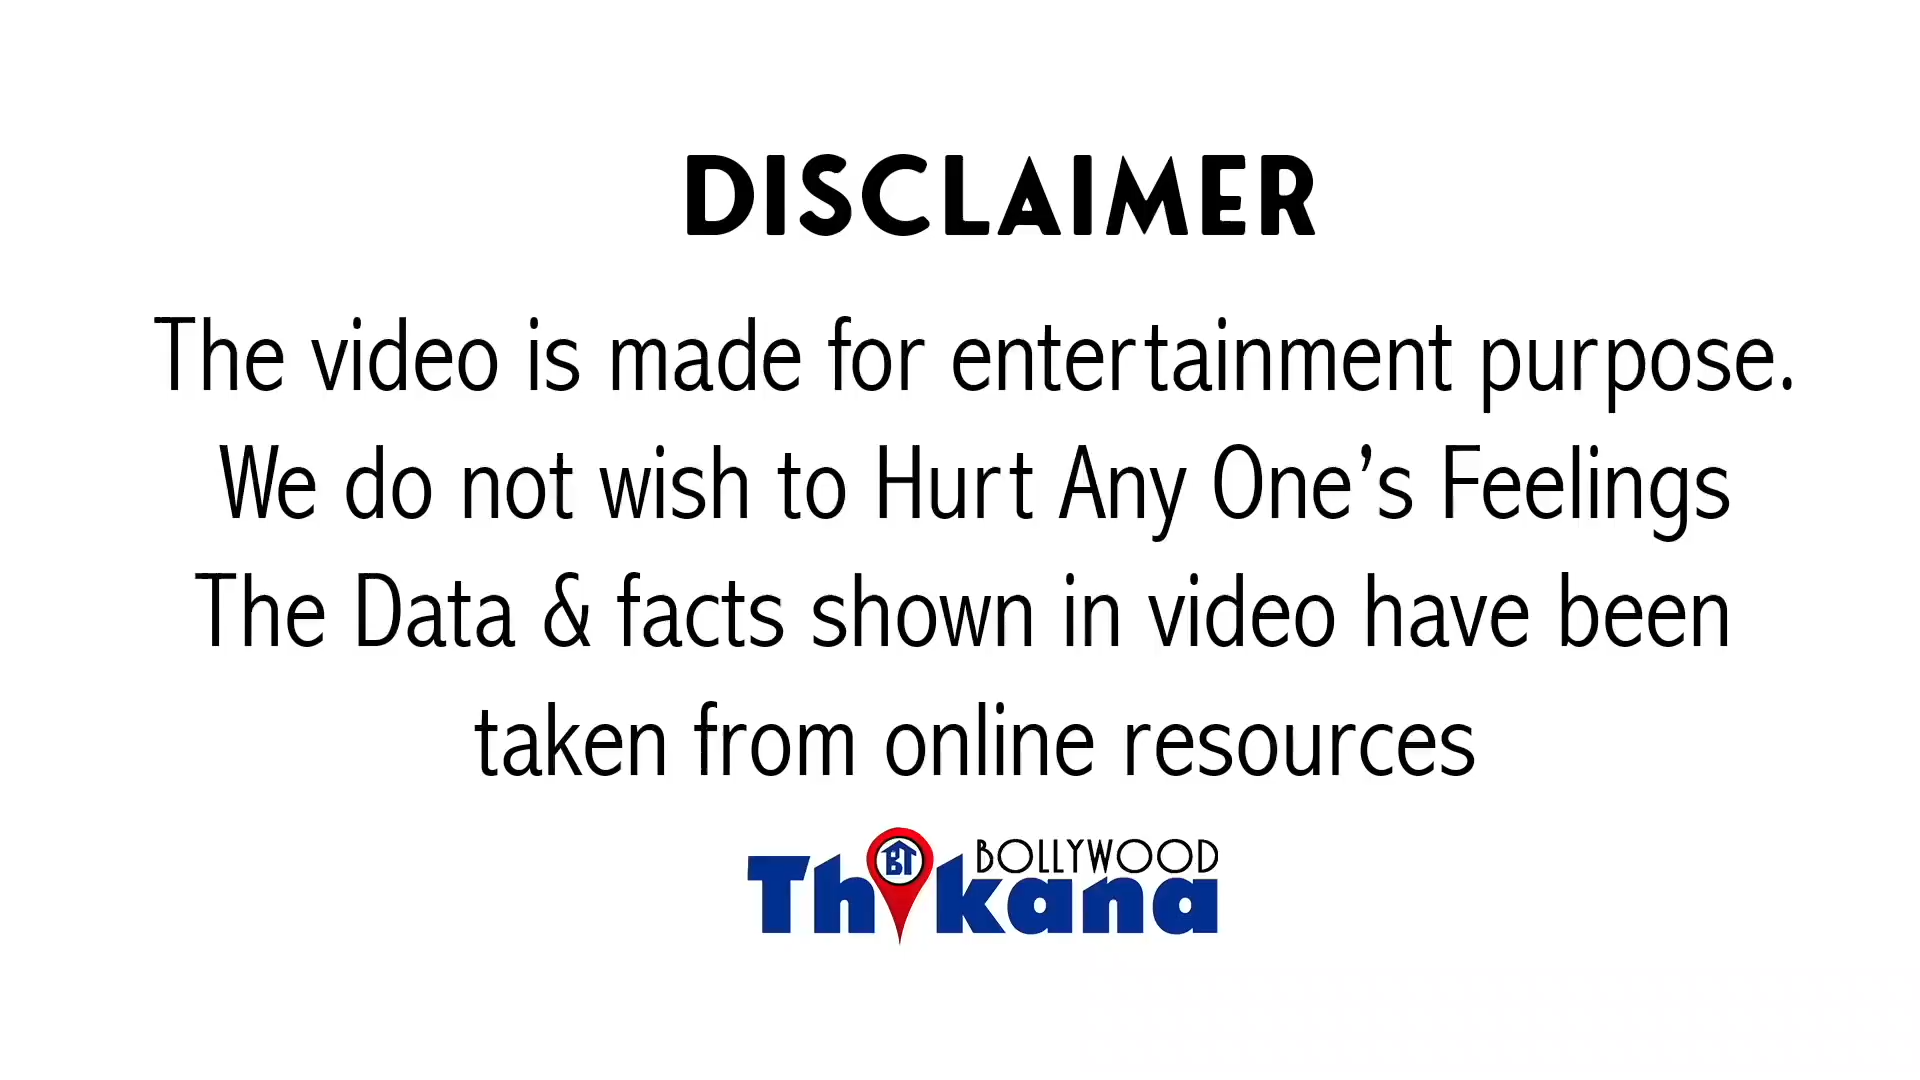 DISCLAIMER
The video is made for entertainment purpose.
We do not wish to Hurt Any One’s Feelings
The Data & facts shown in video have been
taken from online resources
BT
BOLLYWOOD
Thikana